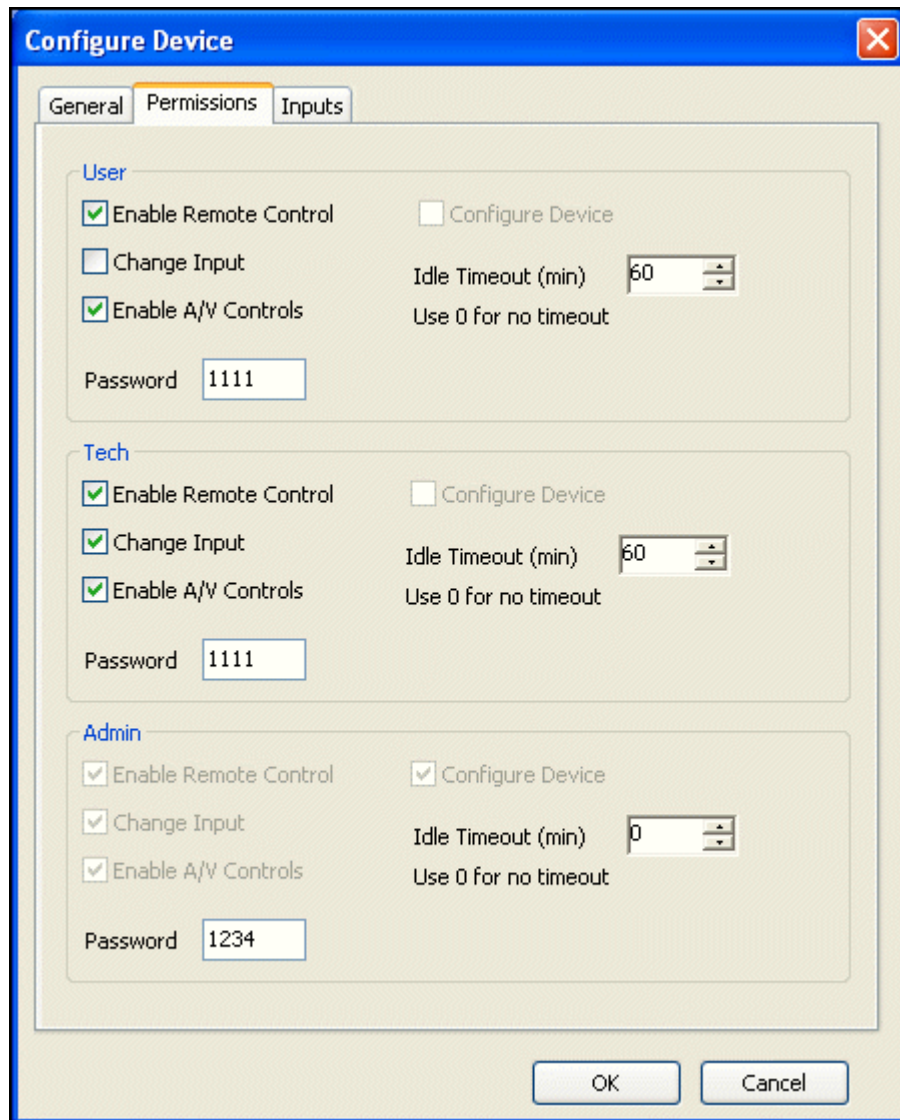 Configure Device
General Permissions Inputs
User
Enable Remote Control
Configure Device
Change Input
Idle Timeout (min) 60
Enable A/V Controls
Use 0 for no timeout
Password 1111
Tech
Enable Remote Control
Configure Device
Change Input
Idle Timeout (min) 60
Enable A/V Controls
Use 0 for no timeout
Password 1111
Admin
Enable Remote Control
Configure Device
Change Input
Idle Timeout (min) 0
Enable A/V Controls
Use 0 for no timeout
Password 1234
OK Cancel